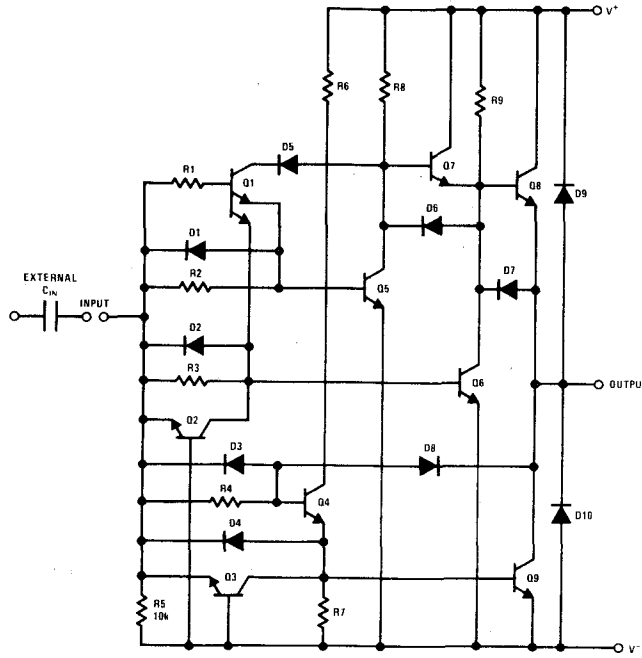 V+
R6
R8
R9
D5
R1
Q1
Q7
Q8
D9
D6
D1
R2
D7
EXTERNAL
CIN
INPUT
Q5
D2
R3
Q6
OUTPU
Q2
D3
D8
R4
Q4
D4
D10
Q3
Q9
R5
10k
R7
V-